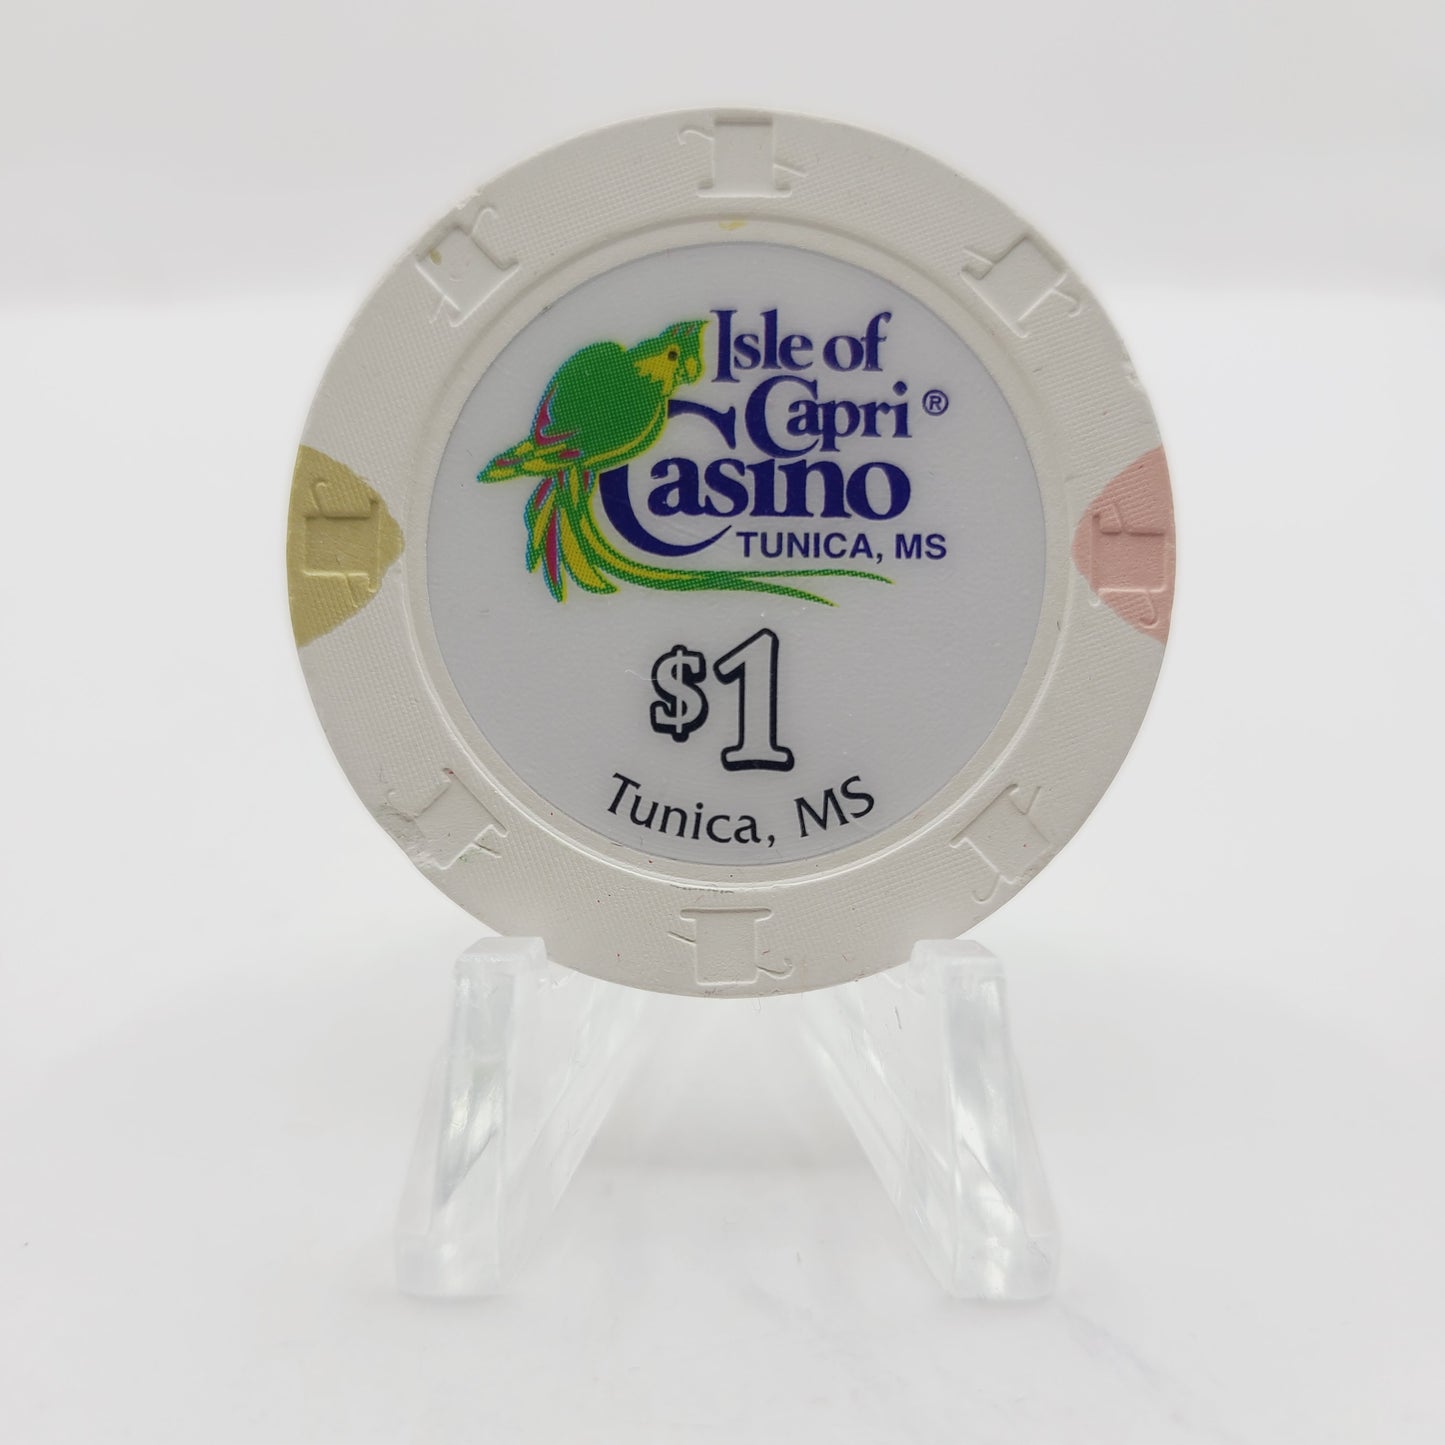 Isle of
Capri®
Casino
TUNICA, MS
$1
Tunica, MS